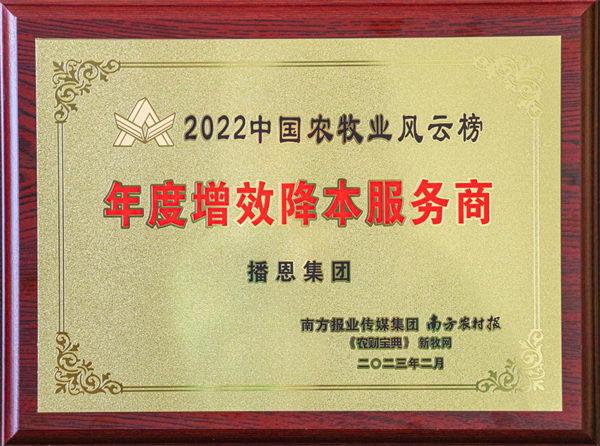 2022中国农牧业风云榜
年度增效降本服务商
播恩集团
南方报业传媒集团 南方农村报
《农财宝典》 新牧网
二〇二三年二月